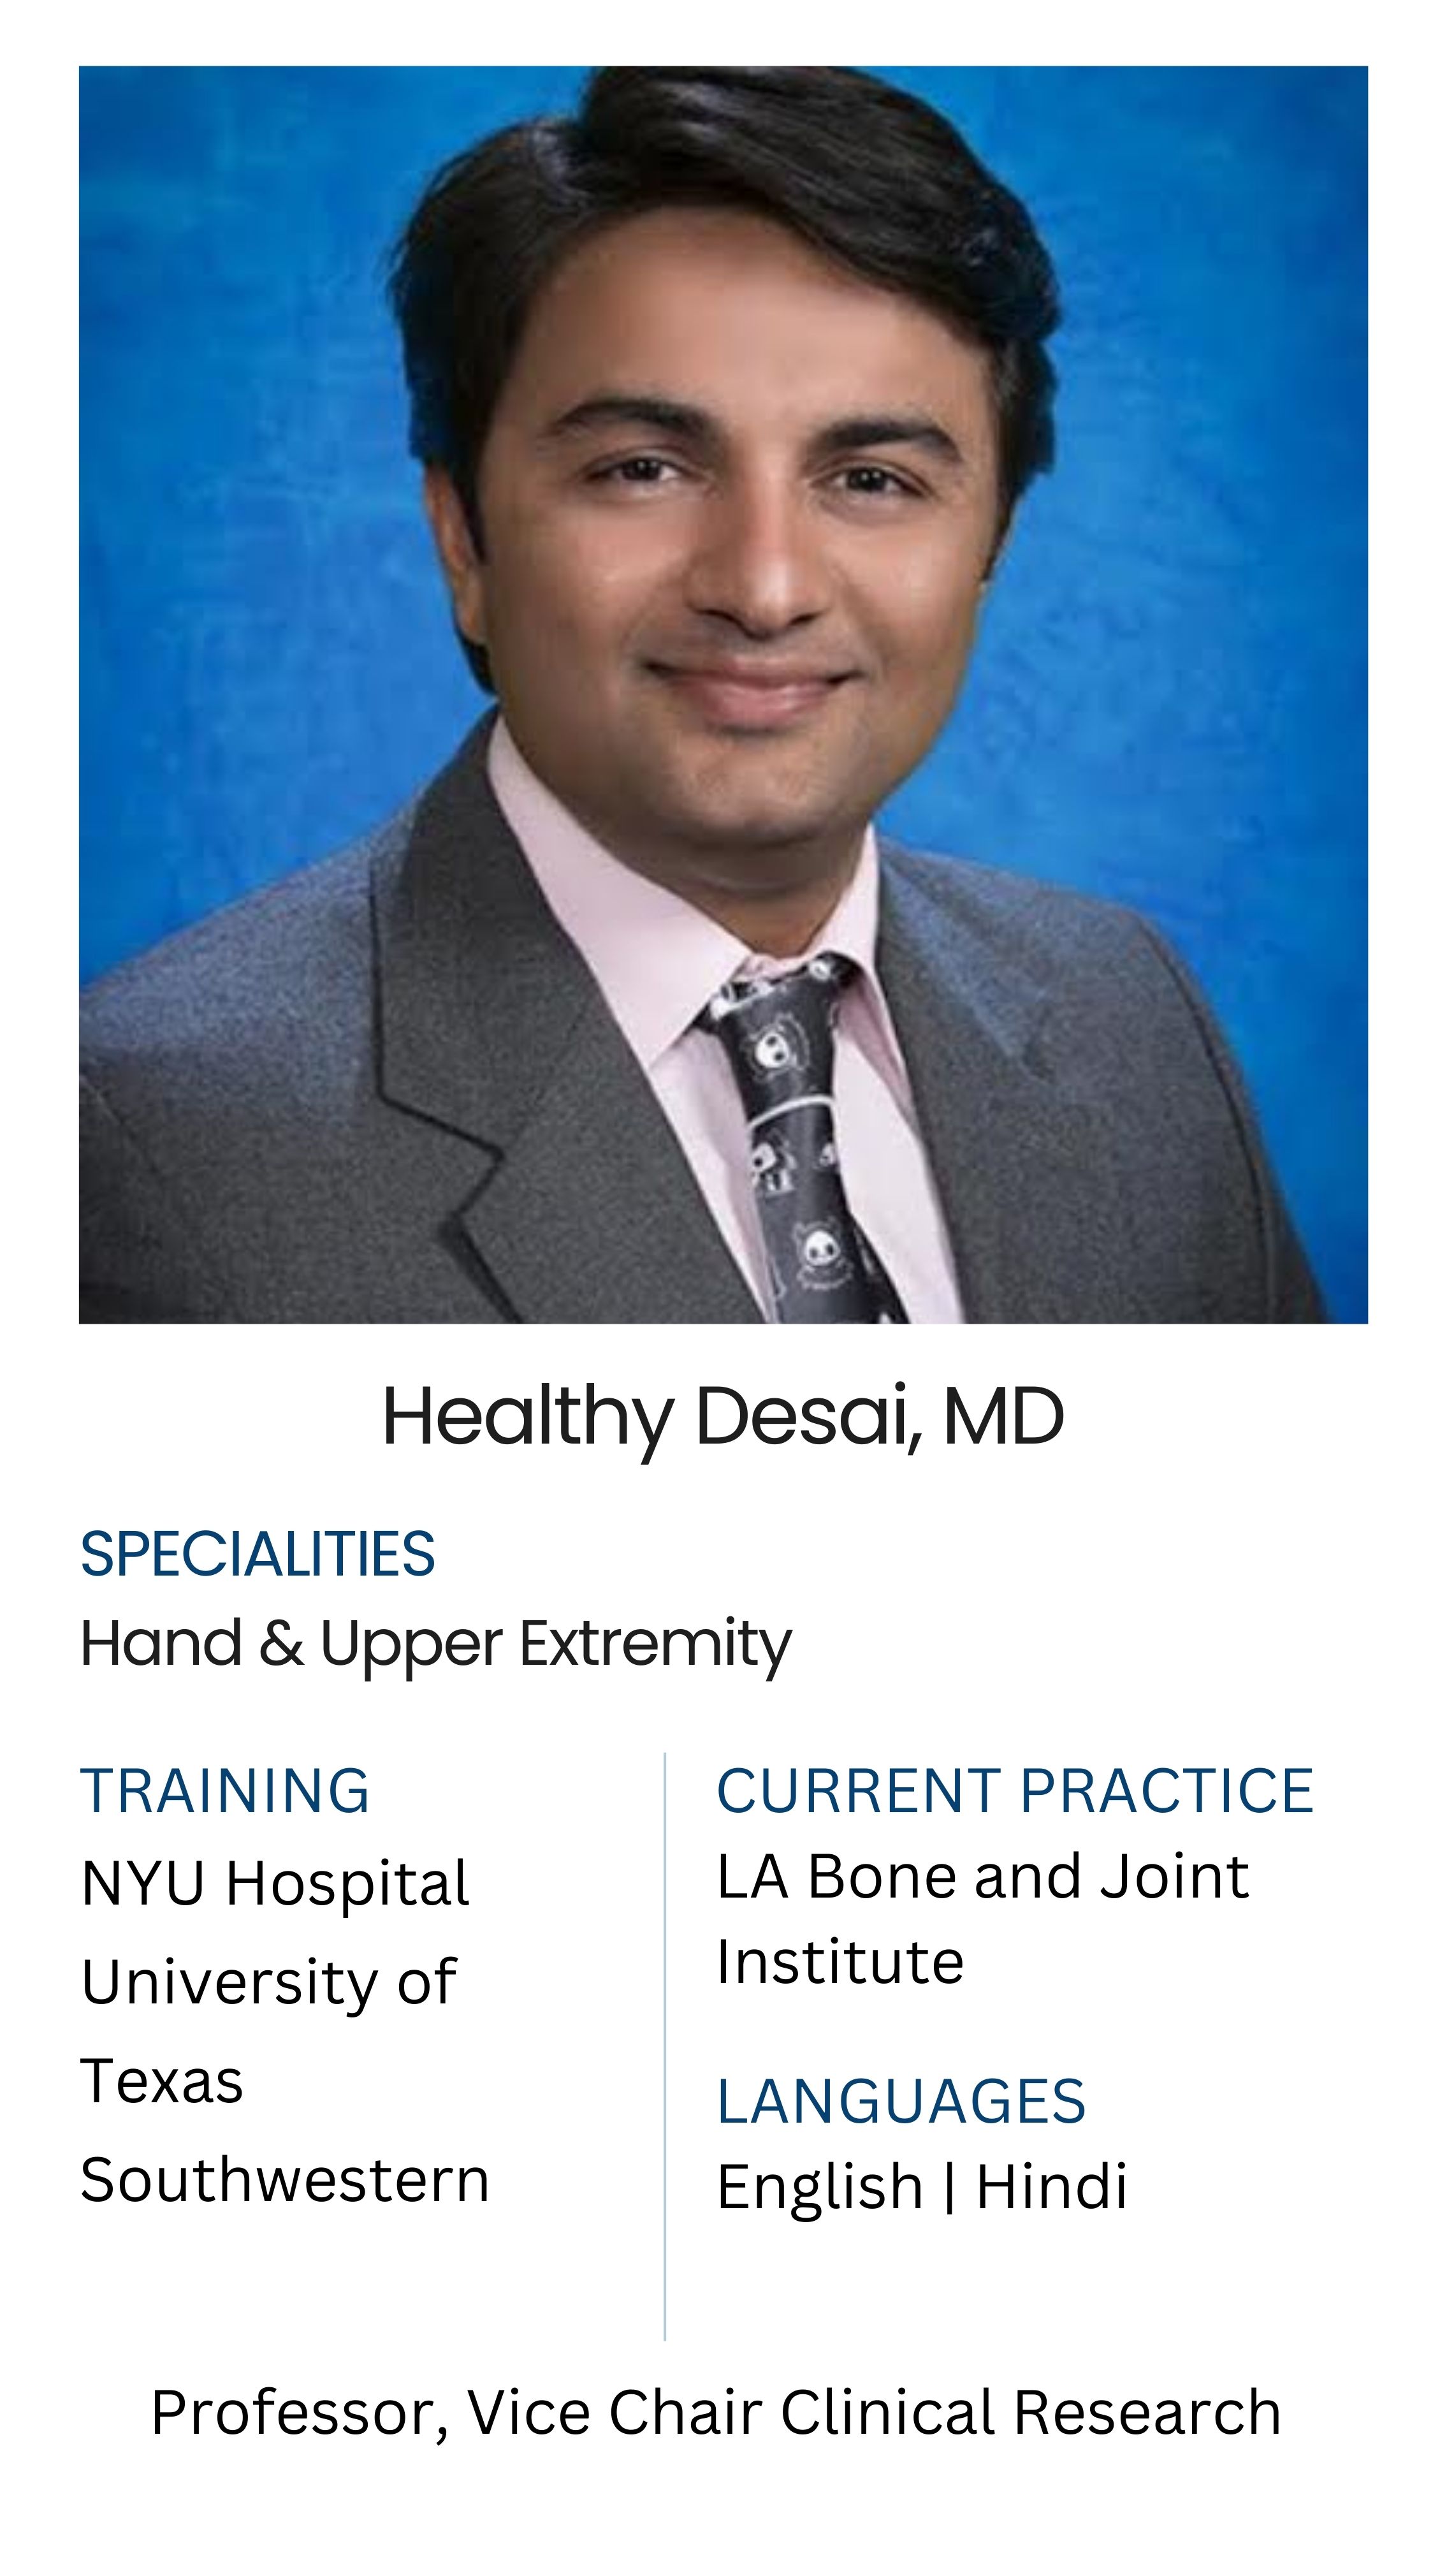 Healthy Desai, MD
SPECIALITIES
Hand & Upper Extremity
TRAINING
NYU Hospital
University of
Texas
Southwestern
CURRENT PRACTICE
LA Bone and Joint
Institute
LANGUAGES
English | Hindi
Professor, Vice Chair Clinical Research